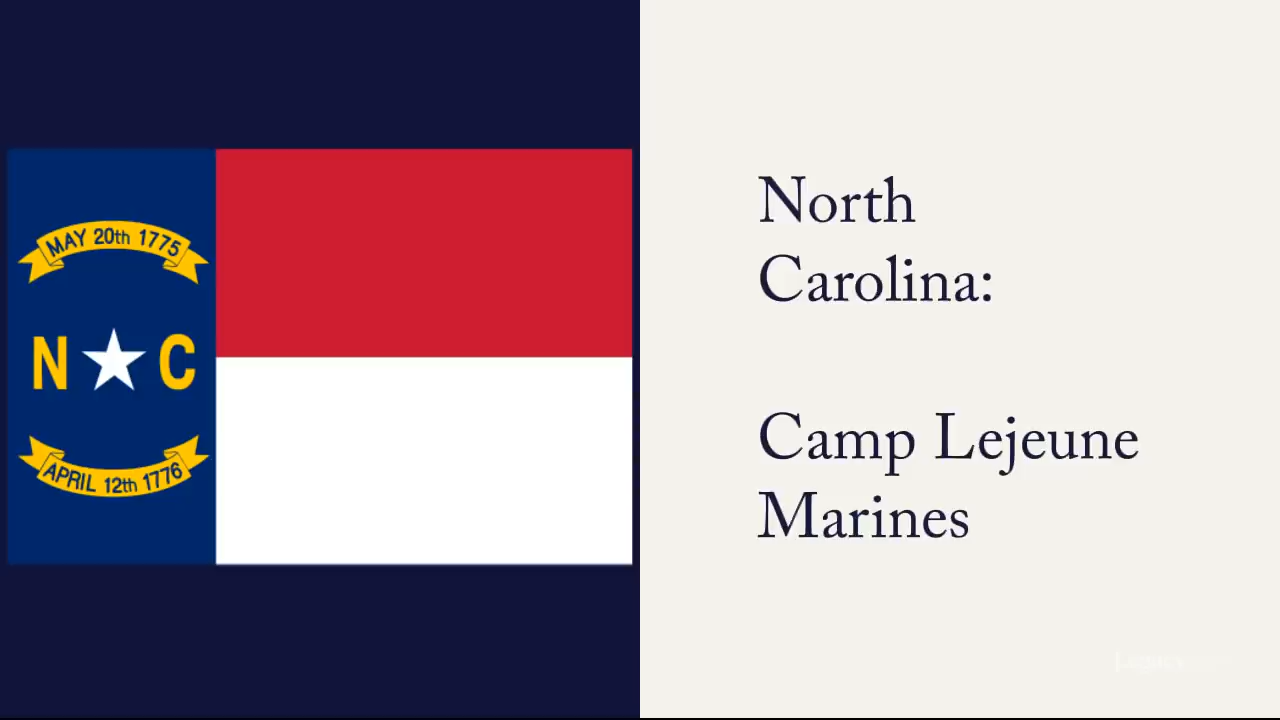 MAY 20th 1775
N C
APRIL 12th 1776
North
Carolina:
Camp Lejeune
Marines